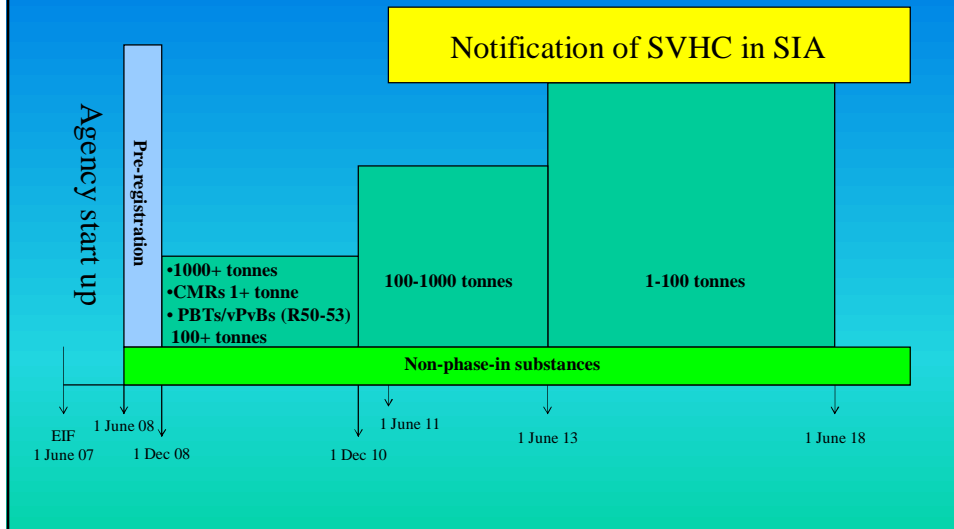 Notification of SVHC in SIA
Agency start up
Pre-registration
•1000+ tonnes
•CMRs 1+ tonne
• PBTs/vPvBs (R50-53)
100+ tonnes
100-1000 tonnes
1-100 tonnes
Non-phase-in substances
EIF
1 June 07
1 June 08
1 Dec 08
1 Dec 10
1 June 11
1 June 13
1 June 18